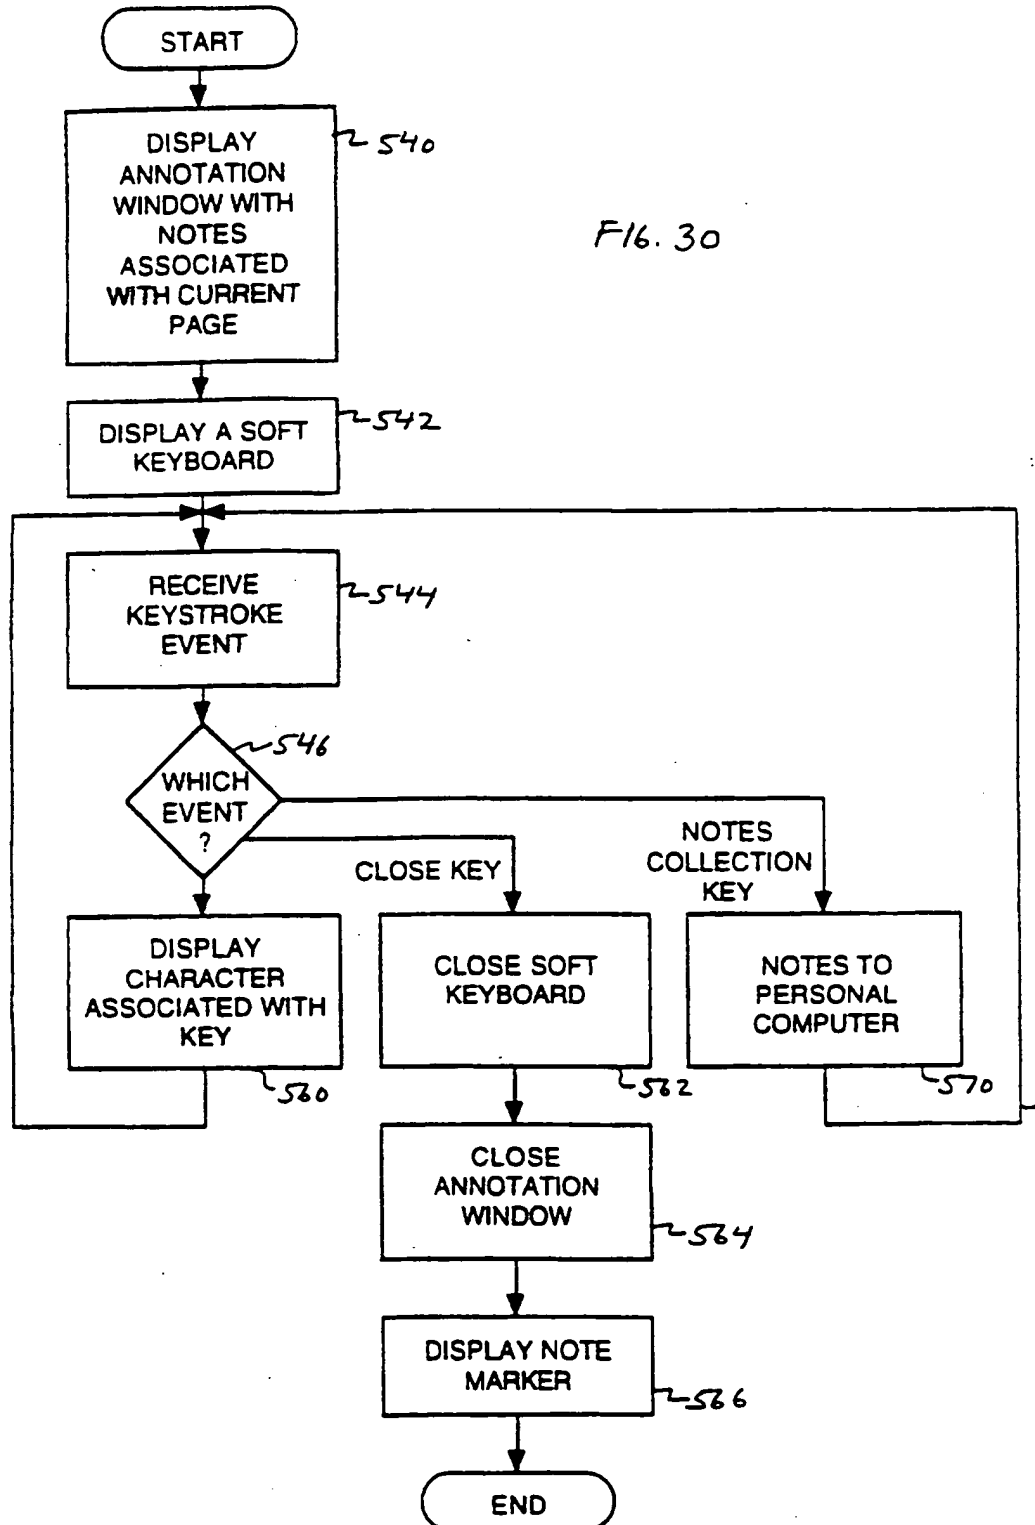 START
DISPLAY
ANNOTATION
WINDOW WITH
NOTES
ASSOCIATED
WITH CURRENT
PAGE
540
FIG. 30
DISPLAY A SOFT
KEYBOARD
542
RECEIVE
KEYSTROKE
EVENT
544
WHICH
EVENT
?
546
CLOSE KEY
NOTES
COLLECTION
KEY
DISPLAY
CHARACTER
ASSOCIATED WITH
KEY
560
CLOSE SOFT
KEYBOARD
562
NOTES TO
PERSONAL
COMPUTER
570
CLOSE
ANNOTATION
WINDOW
564
DISPLAY NOTE
MARKER
566
END